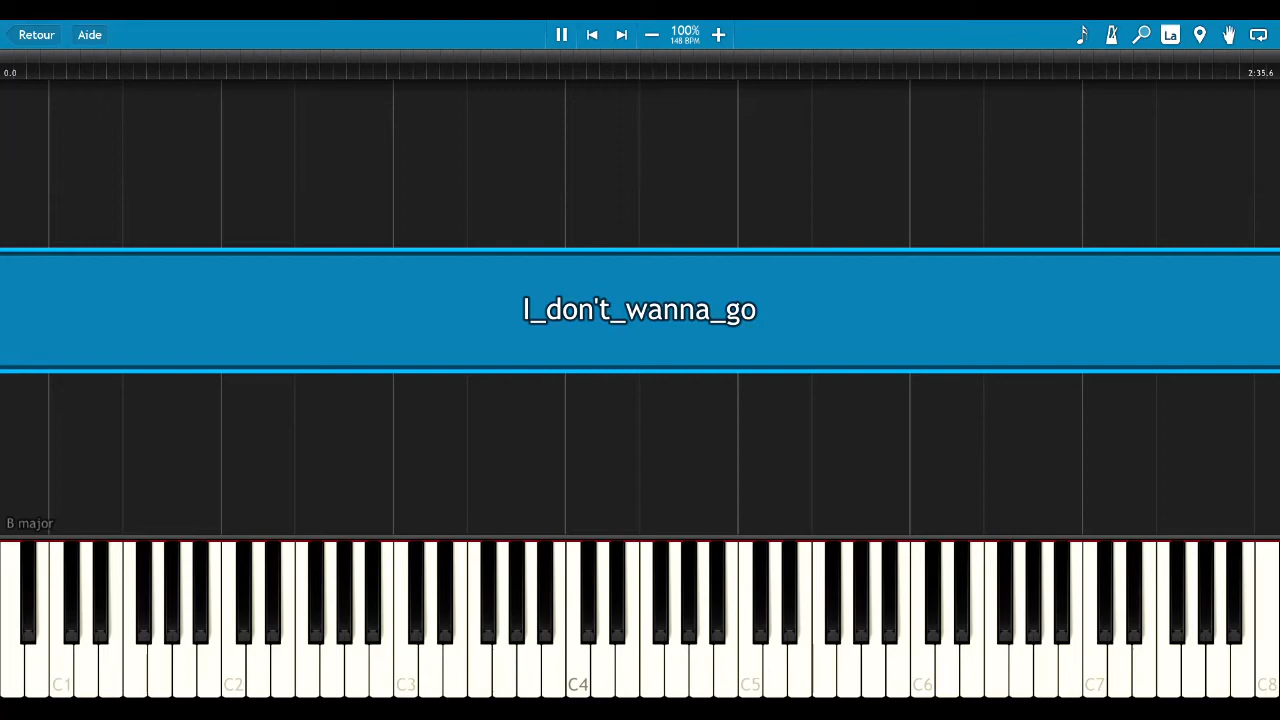 Retour Aide 100% La
148 BPM
0.0 2:35.6
I_don't_wanna_go
B major
C1 C2 C3 C4 C5 C6 C7 C8